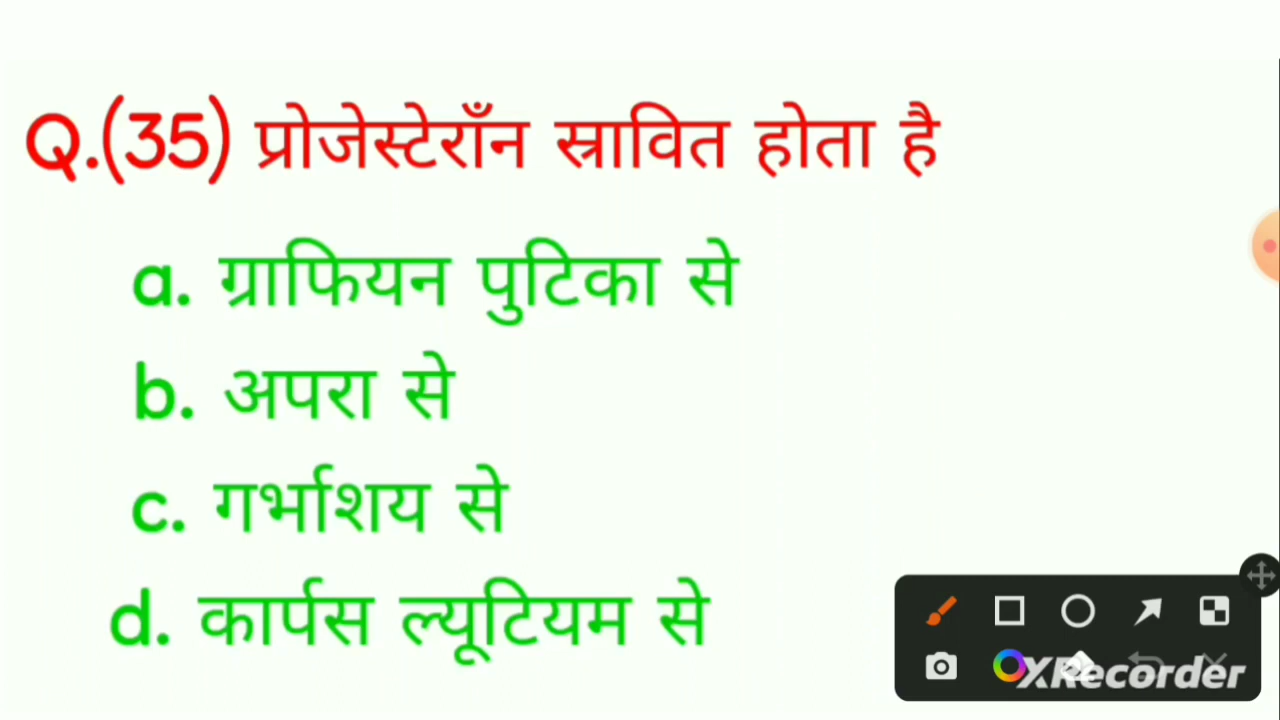 Q.(35) प्रोजेस्टेराँन स्रावित होता है
a. ग्राफियन पुटिका से
b. अपरा से
c. गर्भाशय से
d. कार्पस ल्यूटियम से
XRecorder